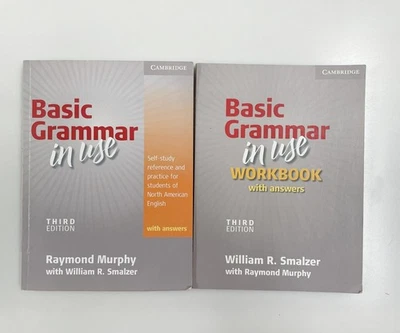 CAMBRIDGE
Basic
Grammar
in use
Self-study
reference and
practice for
students of
North American
English
THIRD
EDITION
with answers
Raymond Murphy
with William R. Smalzer
CAMBRIDGE
Basic
Grammar
in use
WORKBOOK
with answers
THIRD
EDITION
William R. Smalzer
with Raymond Murphy